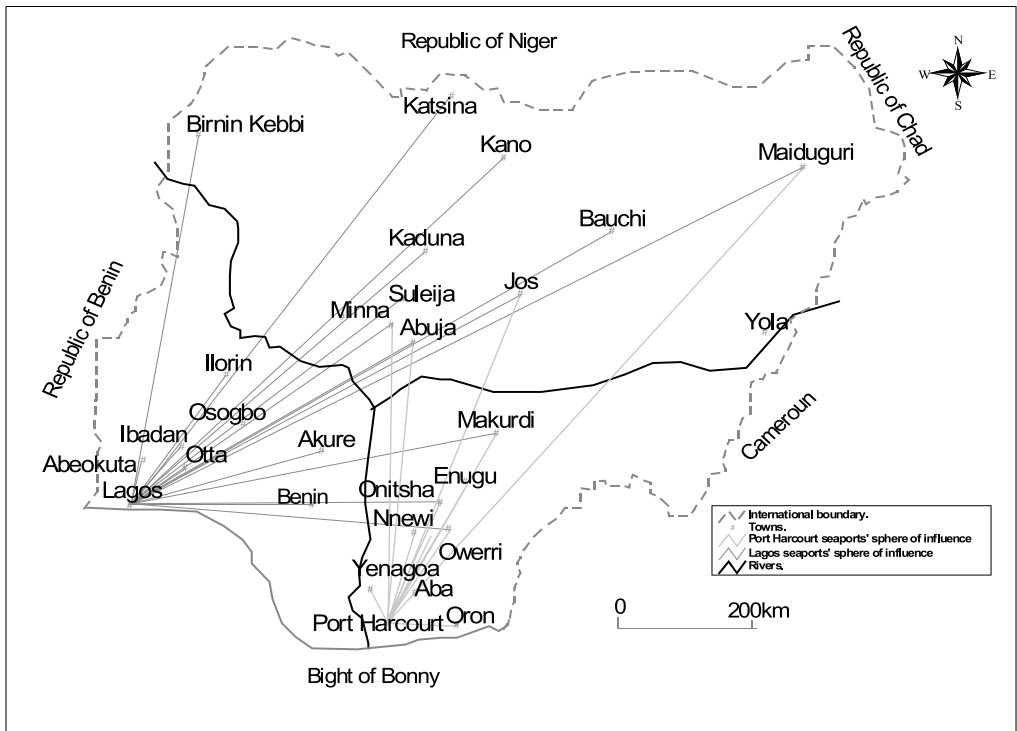 Republic of Niger
Republic of Chad
N
W
E
S
Katsina
Birnin Kebbi
Kano
Maiduguri
Bauchi
Kaduna
Jos
Suleija
Minna
Abuja
Yola
Republic of Benin
Ilorin
Osogbo
Makurdi
Ibadan
Akure
Cameroun
Otta
Abeokuta
Enugu
Lagos
Onitsha
Benin
Nnewi
Owerri
Yenagoa
Aba
Port Harcourt
Oron
Bight of Bonny
International boundary.
Towns.
Port Harcourt seaports' sphere of influence
Lagos seaports' sphere of influence
Rivers.
0
200km